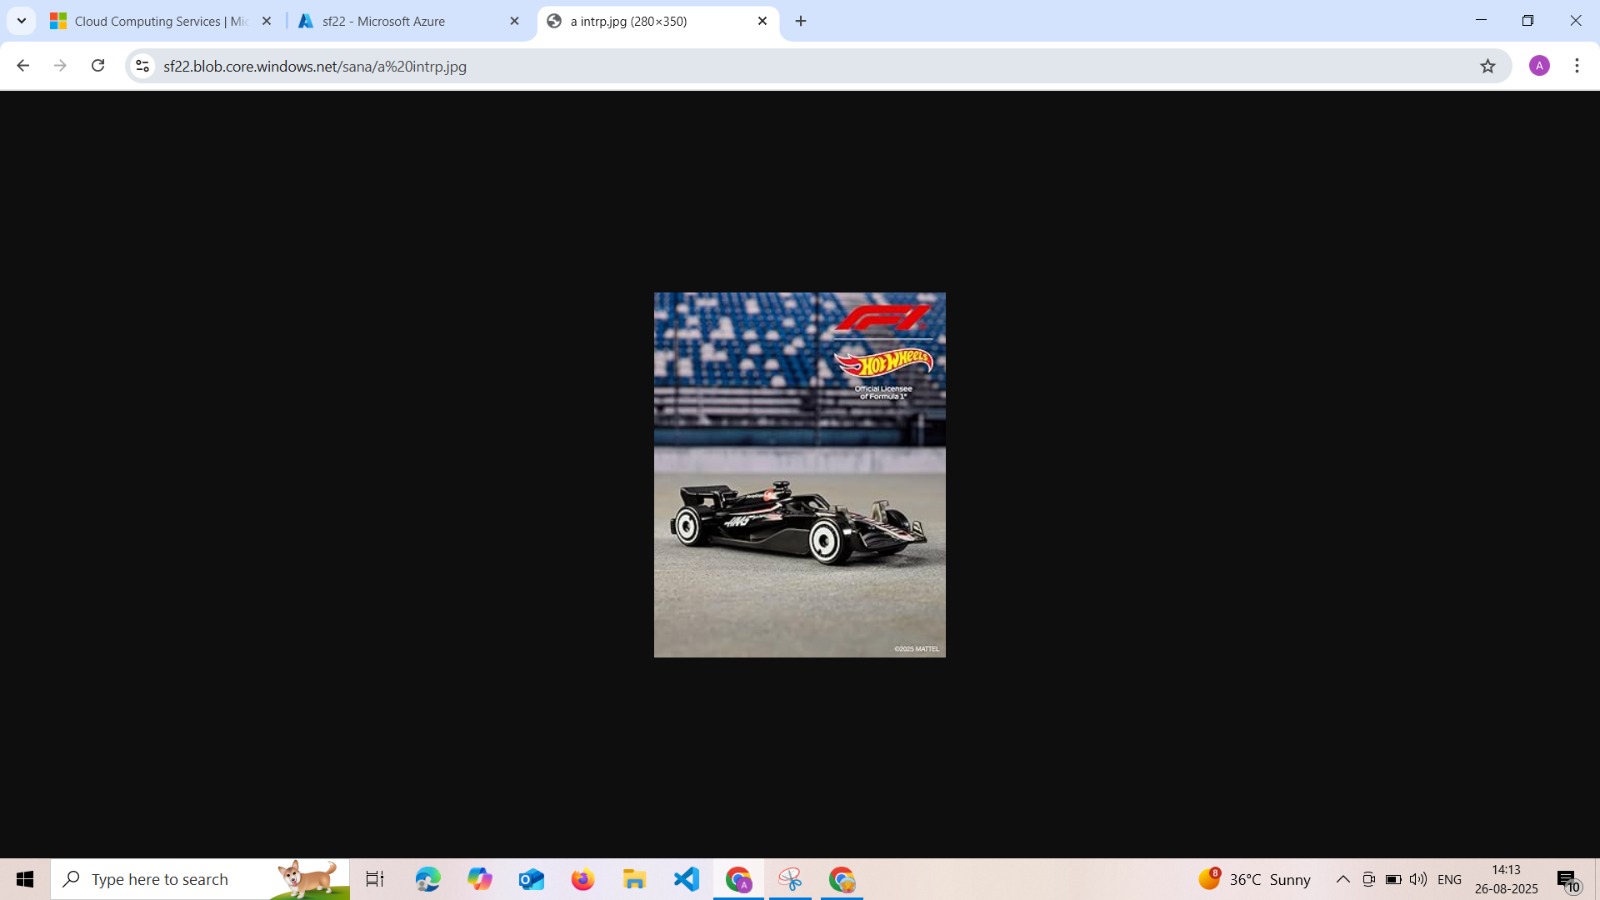 Cloud Computing Services | Mic
sf22 - Microsoft Azure
a intrp.jpg (280×350)
sf22.blob.core.windows.net/sana/a%20intrp.jpg
A
F1
Hot Wheels
Official Licensee
of Formula 1®
HAAS
©2025 MATTEL
Type here to search
A
8
36°C Sunny
ENG
14:13
26-08-2025
10